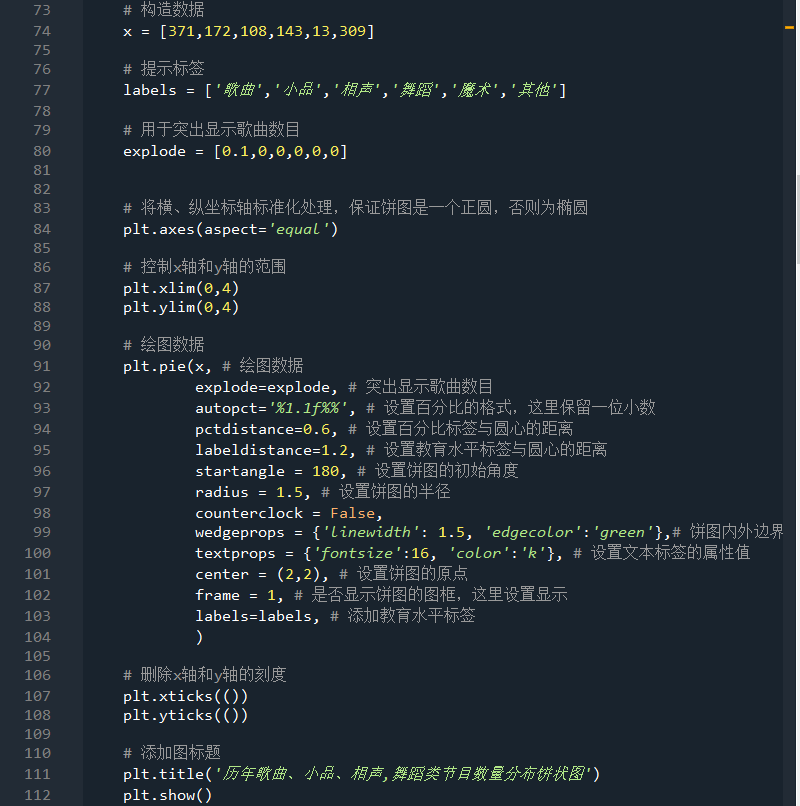 73 # 构造数据
74 x = [371,172,108,143,13,309]
75
76 # 提示标签
77 labels = ['歌曲','小品','相声','舞蹈','魔术','其他']
78
79 # 用于突出显示歌曲数目
80 explode = [0.1,0,0,0,0,0]
81
82
83 # 将横、纵坐标轴标准化处理，保证饼图是一个正圆，否则为椭圆
84 plt.axes(aspect='equal')
85
86 # 控制x轴和y轴的范围
87 plt.xlim(0,4)
88 plt.ylim(0,4)
89
90 # 绘图数据
91 plt.pie(x, # 绘图数据
92 explode=explode, # 突出显示歌曲数目
93 autopct='%1.1f%%', # 设置百分比的格式，这里保留一位小数
94 pctdistance=0.6, # 设置百分比标签与圆心的距离
95 labeldistance=1.2, # 设置教育水平标签与圆心的距离
96 startangle = 180, # 设置饼图的初始角度
97 radius = 1.5, # 设置饼图的半径
98 counterclock = False,
99 wedgeprops = {'linewidth': 1.5, 'edgecolor':'green'},# 饼图内外边界
100 textprops = {'fontsize':16, 'color':'k'}, # 设置文本标签的属性值
101 center = (2,2), # 设置饼图的原点
102 frame = 1, # 是否显示饼图的图框，这里设置显示
103 labels=labels, # 添加教育水平标签
104 )
105
106 # 删除x轴和y轴的刻度
107 plt.xticks(())
108 plt.yticks(())
109
110 # 添加图标题
111 plt.title('历年歌曲、小品、相声,舞蹈类节目数量分布饼状图')
112 plt.show()